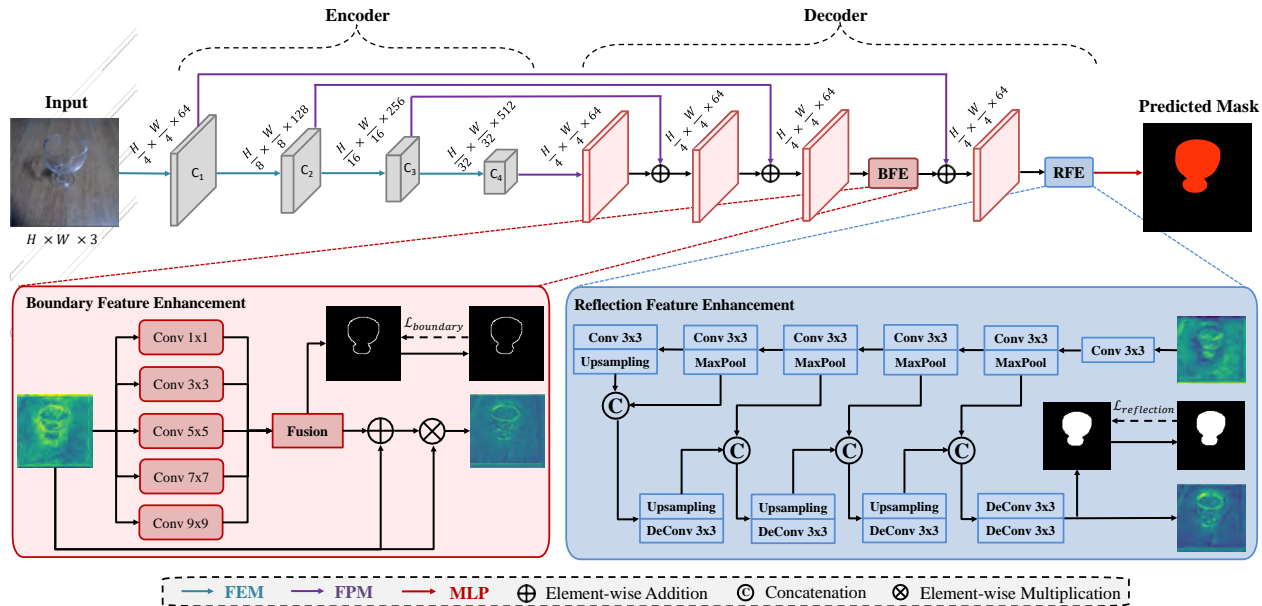 Encoder
Decoder
Input
Predicted Mask
H/4 × W/4 × 64
H/8 × W/8 × 128
H/16 × W/16 × 256
H/32 × W/32 × 512
H/4 × W/4 × 64
H/4 × W/4 × 64
H/4 × W/4 × 64
H/4 × W/4 × 64
C1
C2
C3
C4
BFE
RFE
H × W × 3
Boundary Feature Enhancement
Conv 1x1
Conv 3x3
Conv 5x5
Conv 7x7
Conv 9x9
Fusion
ℒboundary
Reflection Feature Enhancement
Conv 3x3
Upsampling
Conv 3x3
MaxPool
Conv 3x3
MaxPool
Conv 3x3
MaxPool
Conv 3x3
MaxPool
Conv 3x3
C
C
C
C
ℒreflection
Upsampling
DeConv 3x3
Upsampling
DeConv 3x3
Upsampling
DeConv 3x3
DeConv 3x3
DeConv 3x3
FEM
FPM
MLP
Element-wise Addition
C Concatenation
Element-wise Multiplication